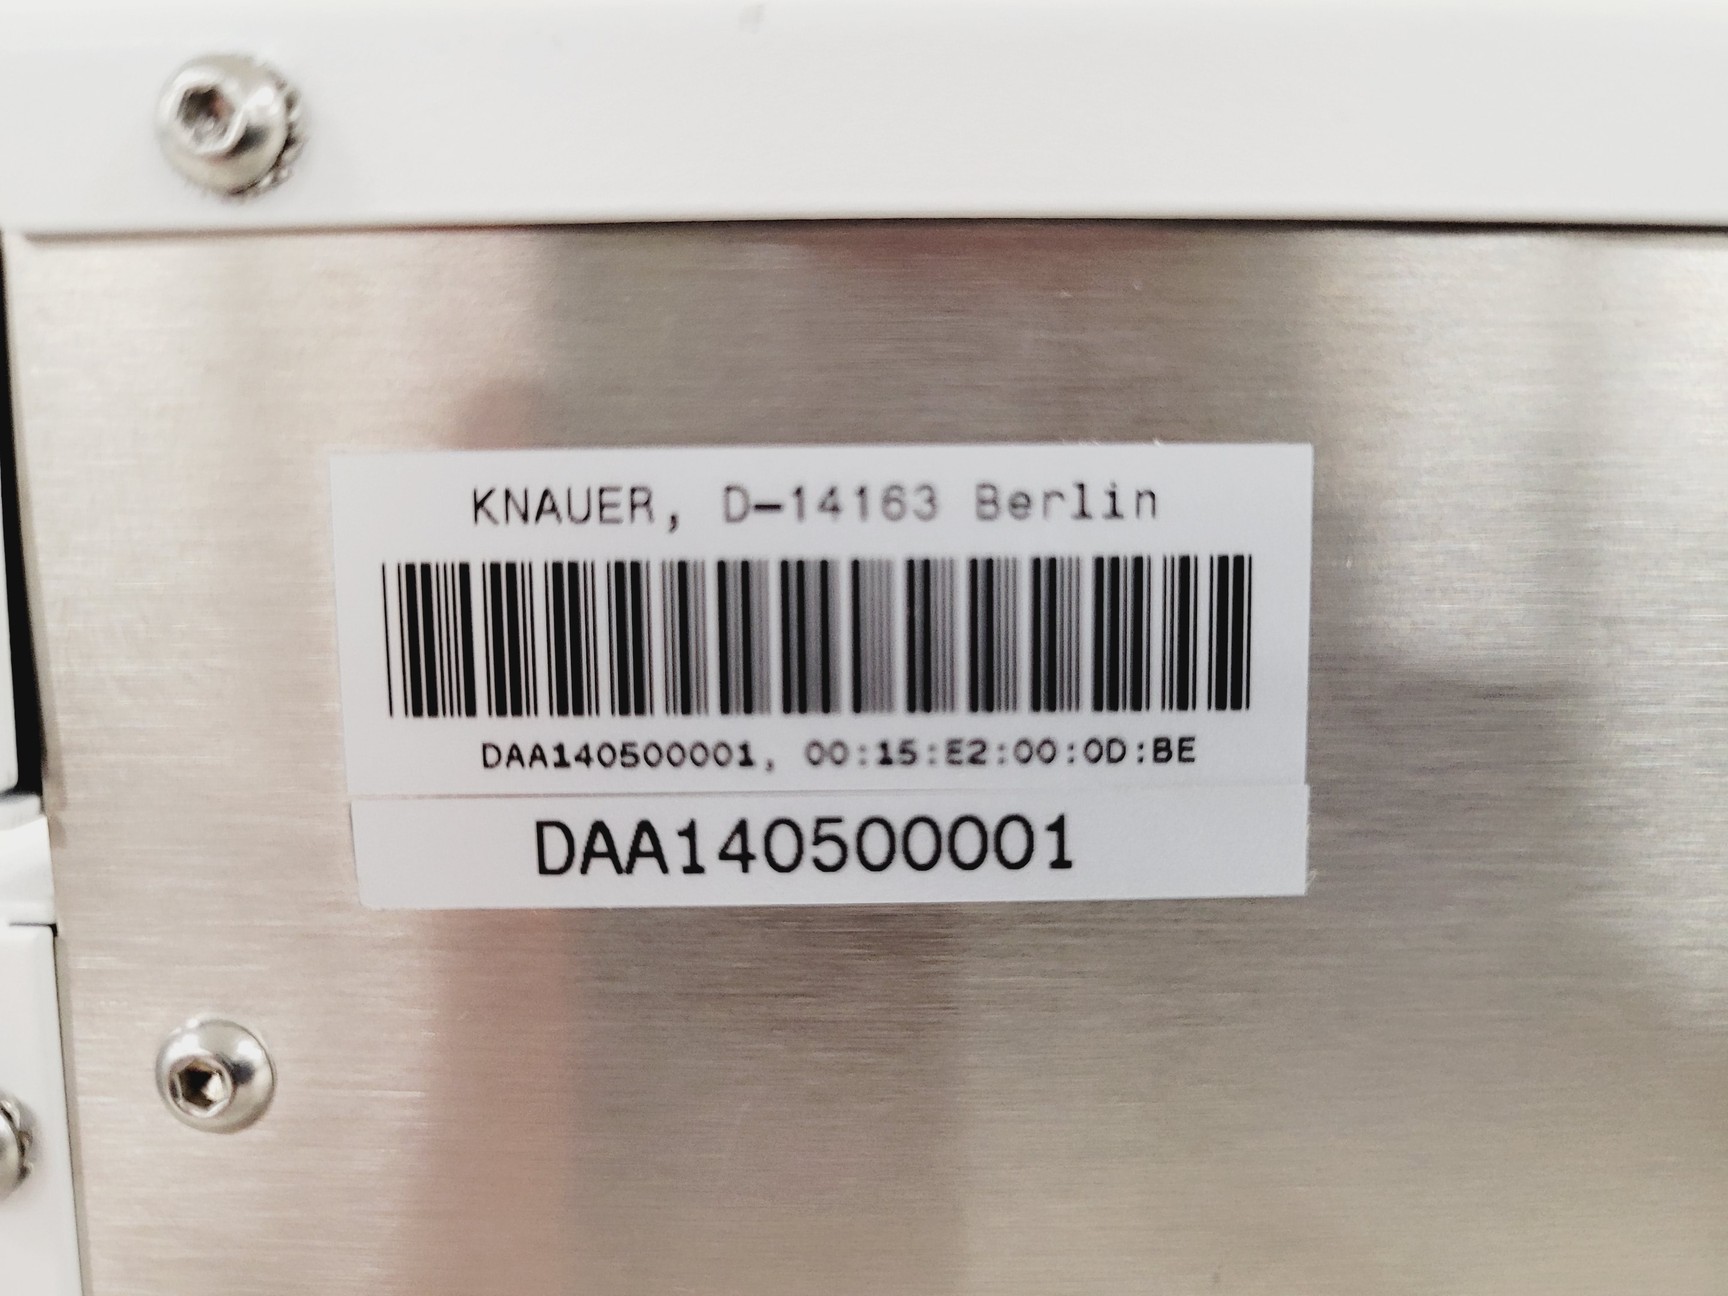 KNAUER, D-14163 Berlin
DAA140500001, 00:15:E2:00:0D:BE
DAA140500001